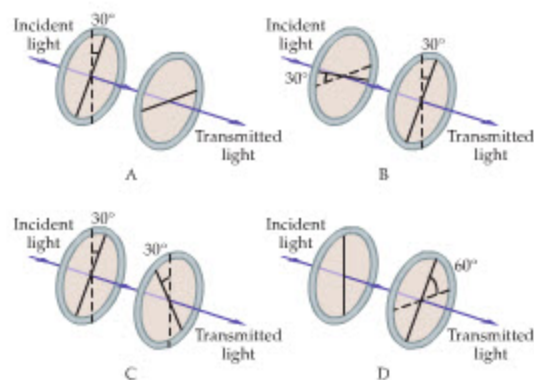 Incident
light
30°
Transmitted
light
A
Incident
light
30°
30°
Transmitted
light
B
Incident
light
30°
30°
Transmitted
light
C
Incident
light
60°
Transmitted
light
D